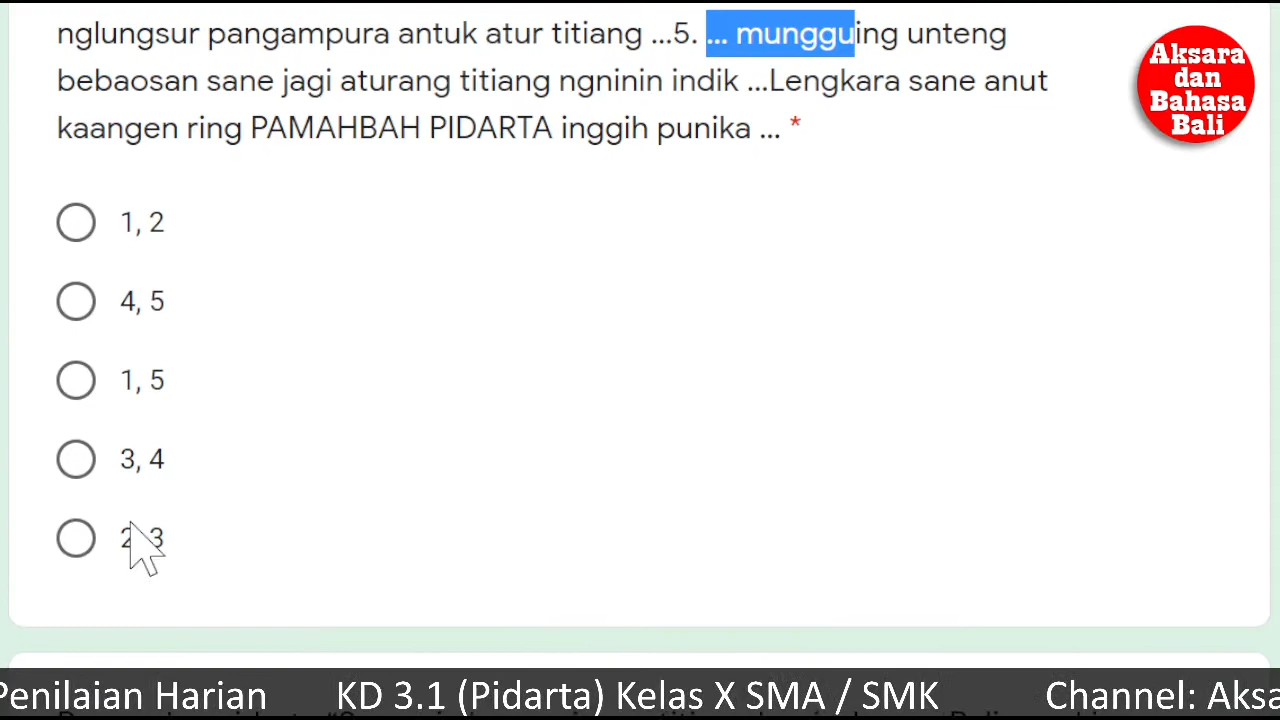 nglungsur pangampura antuk atur titiang ...5. ... mungguing unteng
bebaosan sane jagi aturang titiang ngninin indik ...Lengkara sane anut
kaangen ring PAMAHBAH PIDARTA inggih punika ... *
Aksara
dan
Bahasa
Bali
1, 2
4, 5
1, 5
3, 4
2, 3
Penilaian Harian KD 3.1 (Pidarta) Kelas X SMA / SMK Channel: Aksa